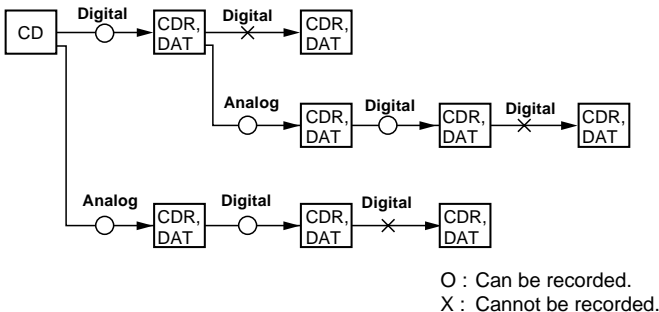 Digital
Digital
CD
CDR,
DAT
CDR,
DAT
Analog
Digital
Digital
CDR,
DAT
CDR,
DAT
CDR,
DAT
Analog
Digital
Digital
CDR,
DAT
CDR,
DAT
CDR,
DAT
O : Can be recorded.
X : Cannot be recorded.